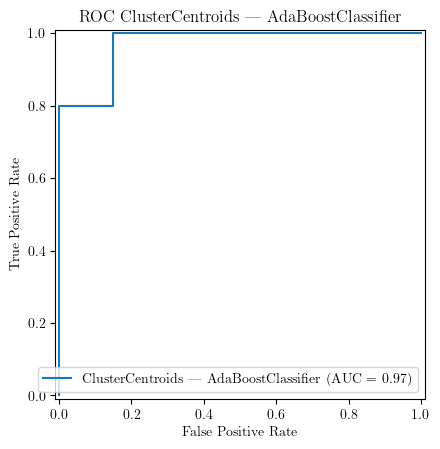 ROC ClusterCentroids — AdaBoostClassifier
1.0
0.8
0.6
0.4
0.2
0.0
True Positive Rate
ClusterCentroids — AdaBoostClassifier (AUC = 0.97)
0.0 0.2 0.4 0.6 0.8 1.0
False Positive Rate